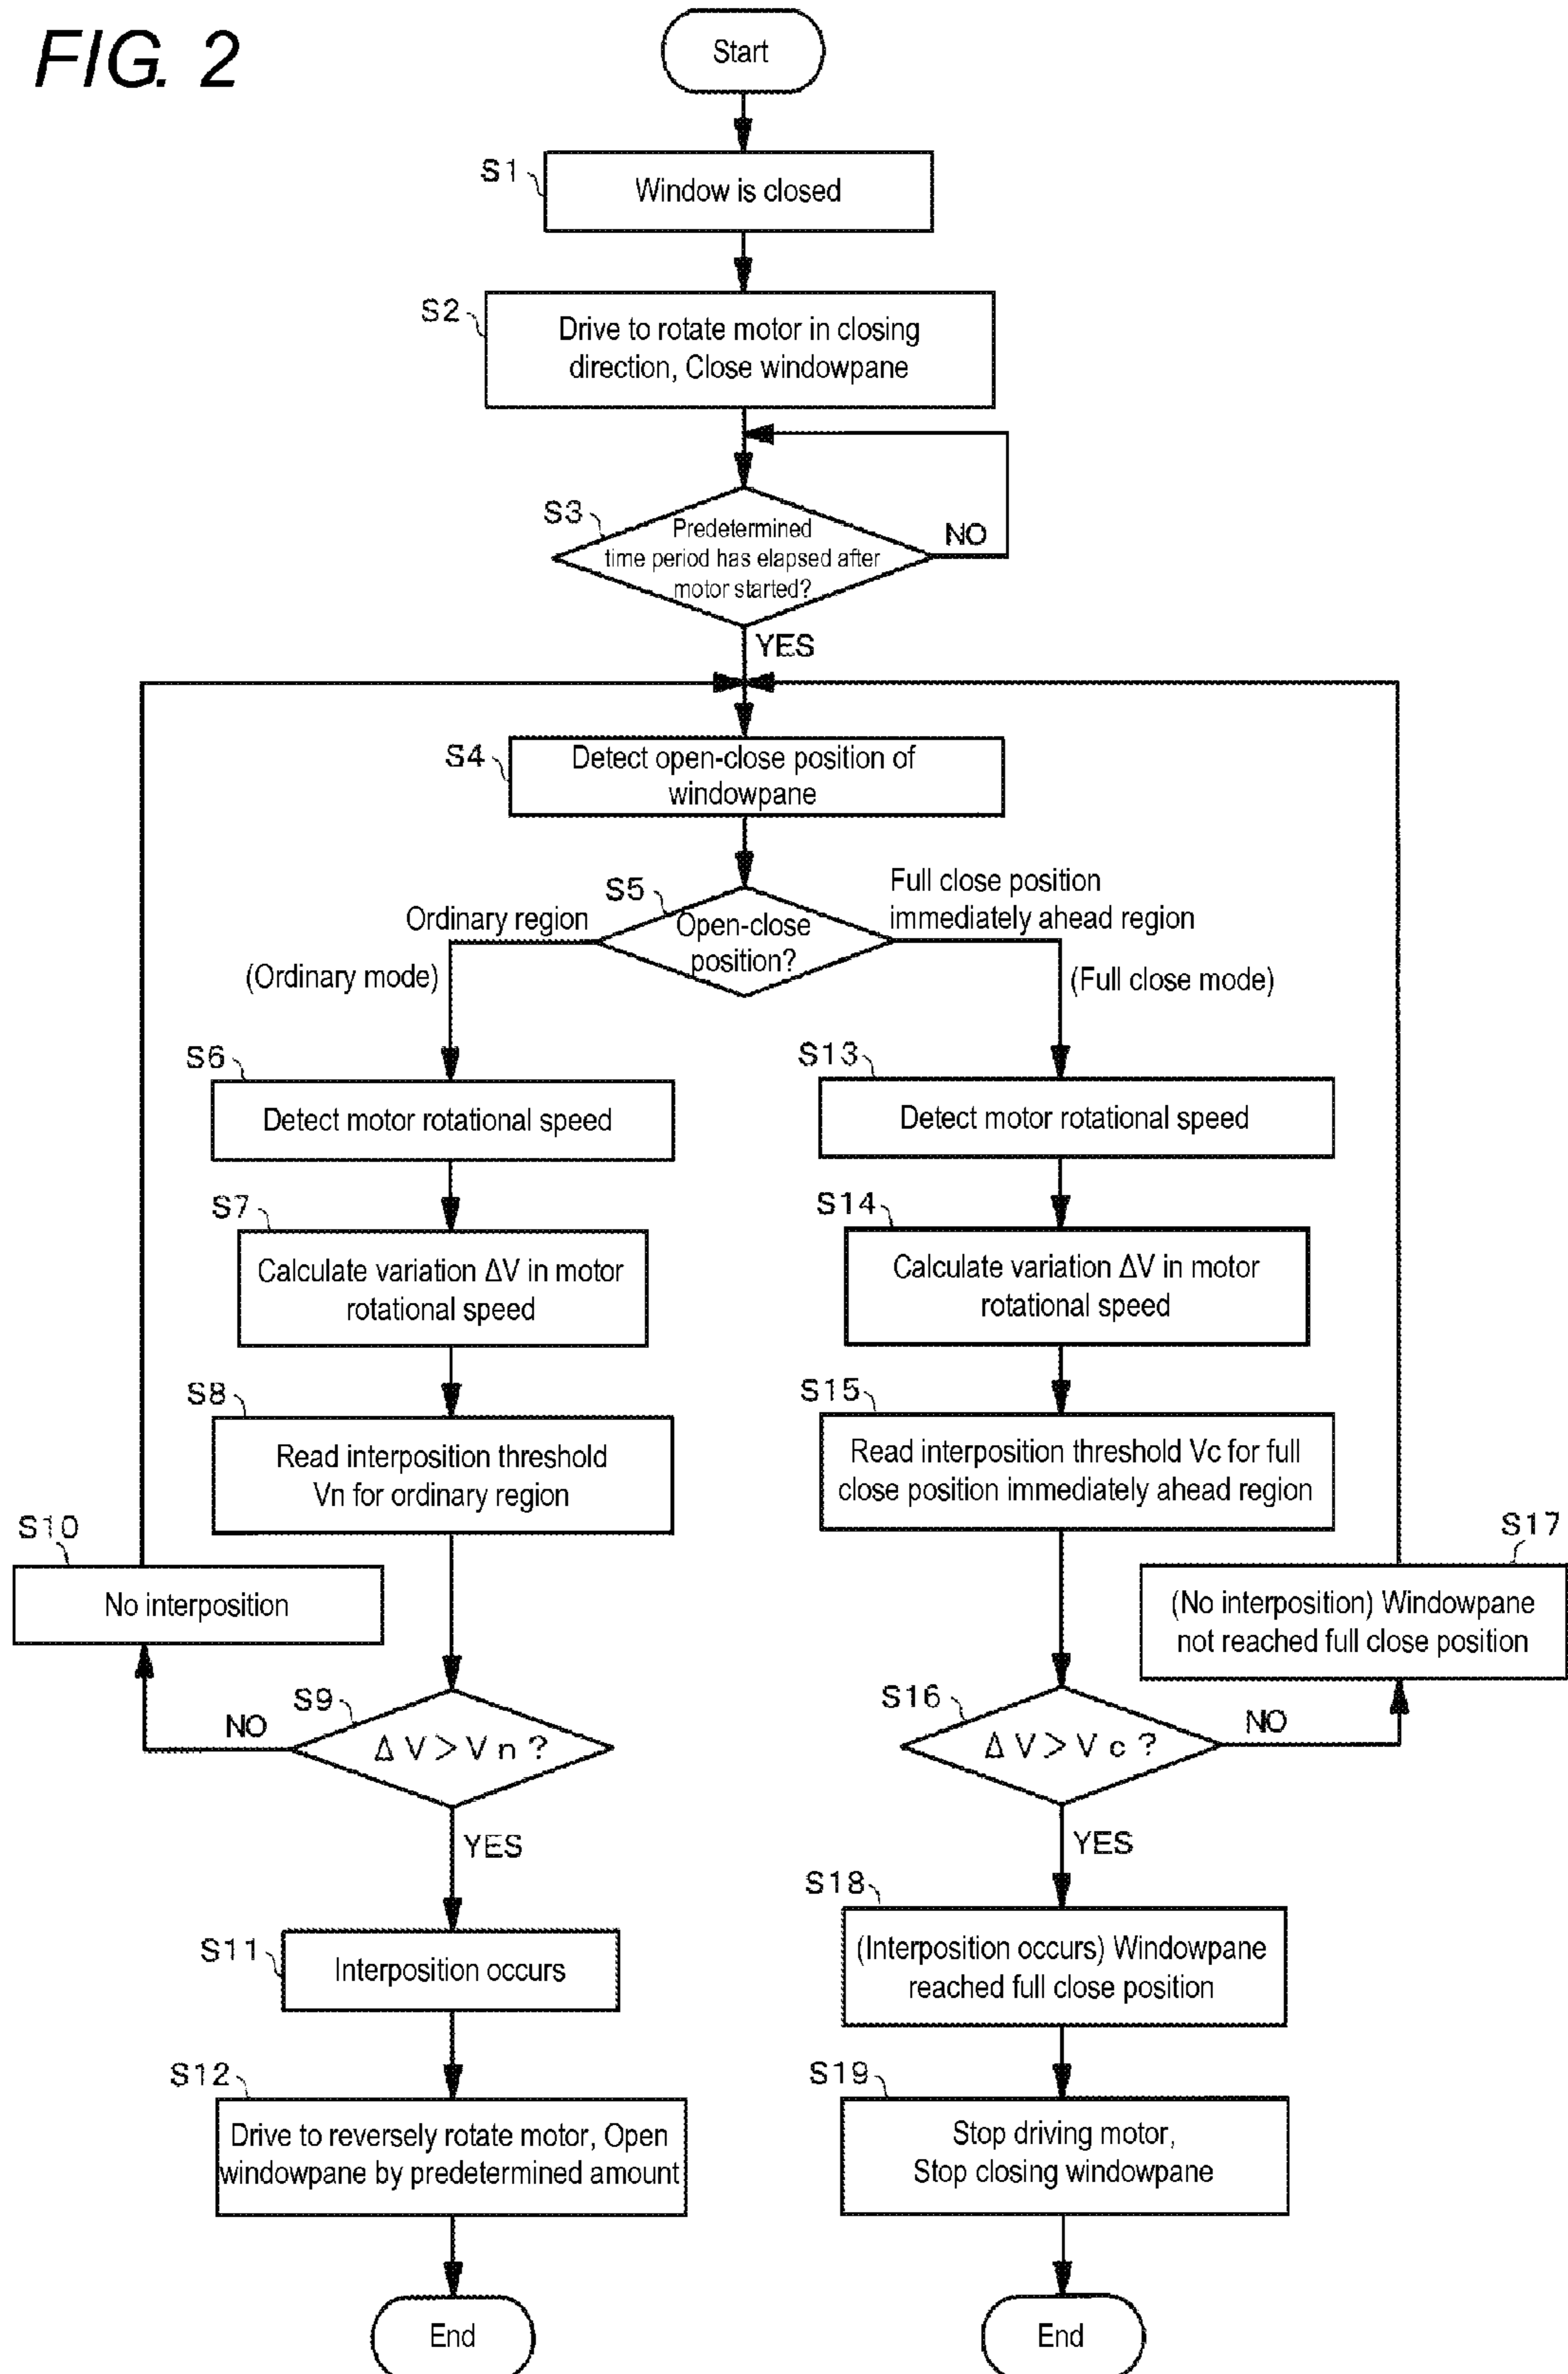 FIG. 2
Start
S1
Window is closed
S2
Drive to rotate motor in closing
direction, Close windowpane
S3
Predetermined
time period has elapsed after
motor started?
NO
YES
S4
Detect open-close position of
windowpane
S5
Open-close
position?
Ordinary region
(Ordinary mode)
Full close position
immediately ahead region
(Full close mode)
S6
Detect motor rotational speed
S7
Calculate variation ΔV in motor
rotational speed
S8
Read interposition threshold
Vn for ordinary region
S10
No interposition
S9
NO
ΔV>Vn?
YES
S11
Interposition occurs
S12
Drive to reversely rotate motor, Open
windowpane by predetermined amount
End
S13
Detect motor rotational speed
S14
Calculate variation ΔV in motor
rotational speed
S15
Read interposition threshold Vc for full
close position immediately ahead region
S17
(No interposition) Windowpane
not reached full close position
S16
ΔV>Vc?
NO
YES
S18
(Interposition occurs) Windowpane
reached full close position
S19
Stop driving motor,
Stop closing windowpane
End